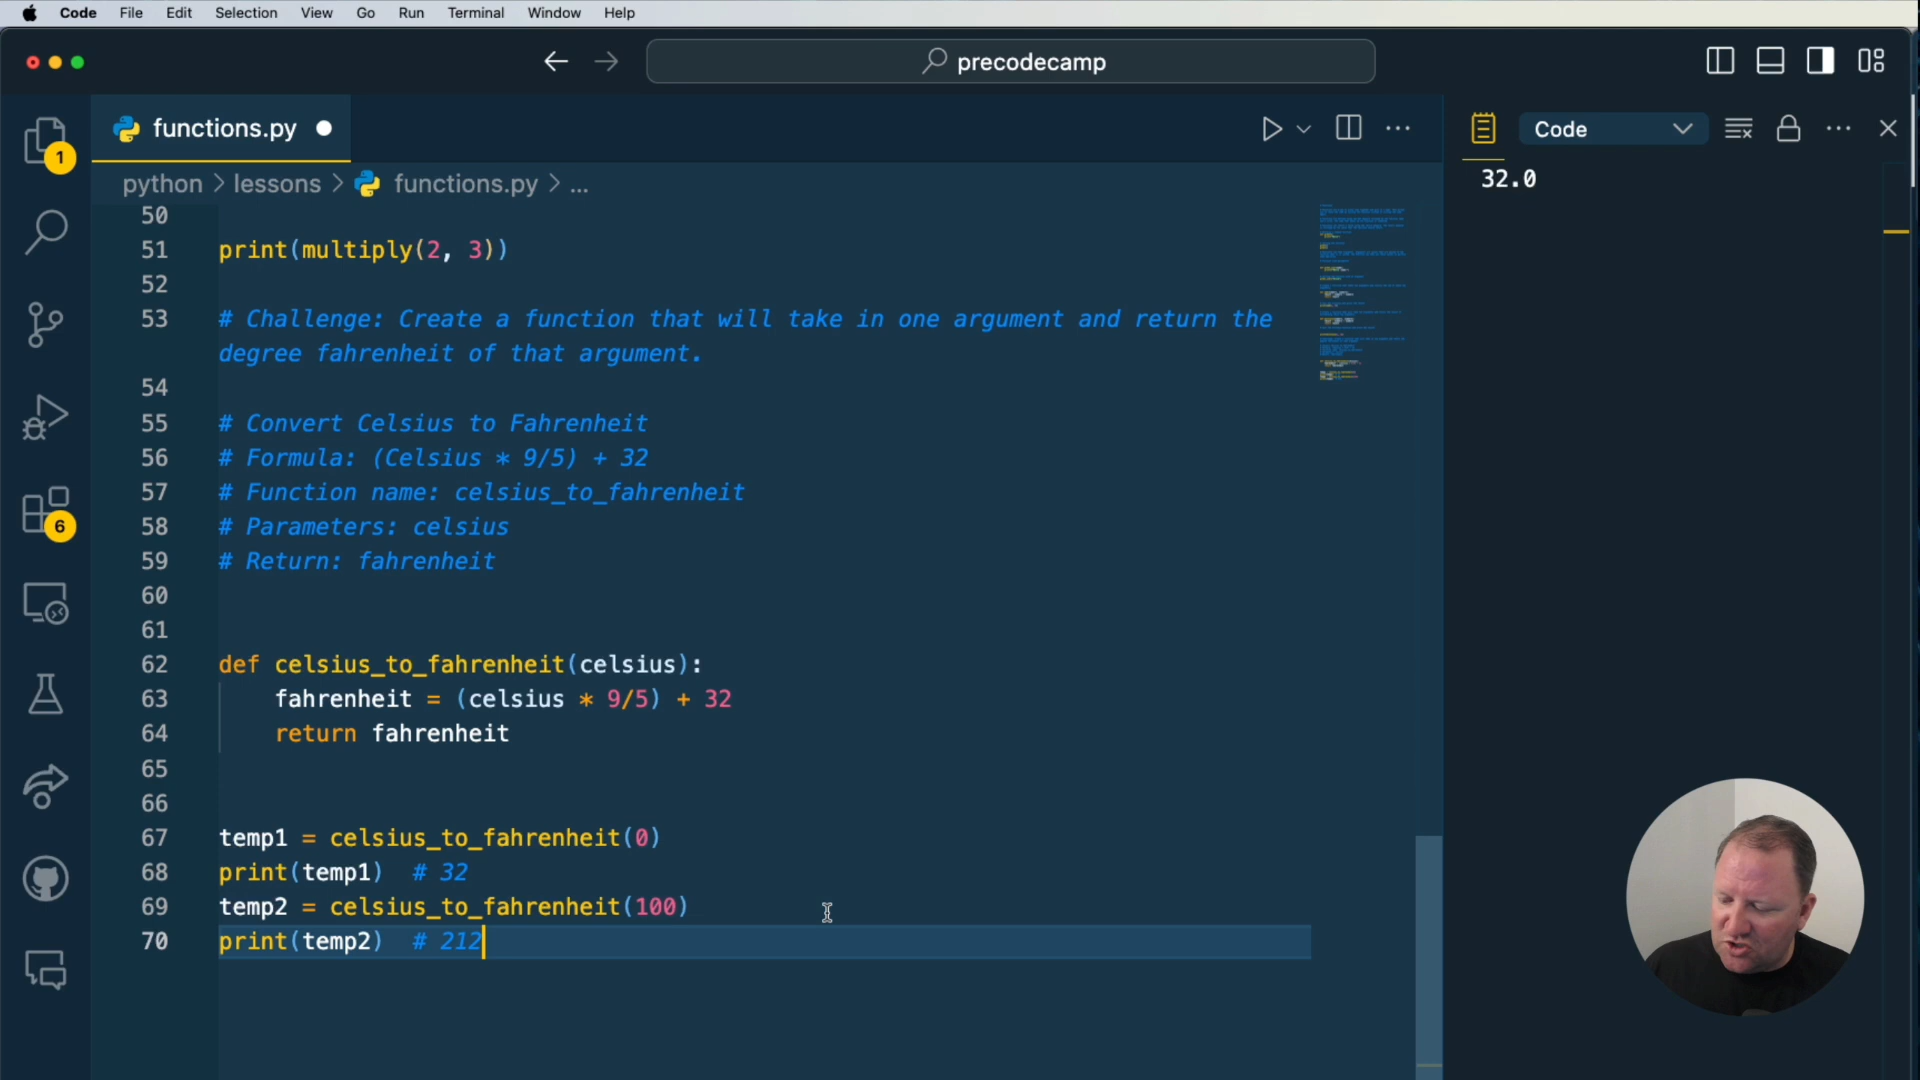 Code File Edit Selection View Go Run Terminal Window Help
precodecamp
functions.py
Code
1
python > lessons > functions.py > ...
32.0
50
51 print(multiply(2, 3))
52
53 # Challenge: Create a function that will take in one argument and return the
degree fahrenheit of that argument.
54
55 # Convert Celsius to Fahrenheit
56 # Formula: (Celsius * 9/5) + 32
57 # Function name: celsius_to_fahrenheit
6
58 # Parameters: celsius
59 # Return: fahrenheit
60
61
62 def celsius_to_fahrenheit(celsius):
63     fahrenheit = (celsius * 9/5) + 32
64     return fahrenheit
65
66
67 temp1 = celsius_to_fahrenheit(0)
68 print(temp1)  # 32
69 temp2 = celsius_to_fahrenheit(100)
70 print(temp2)  # 212